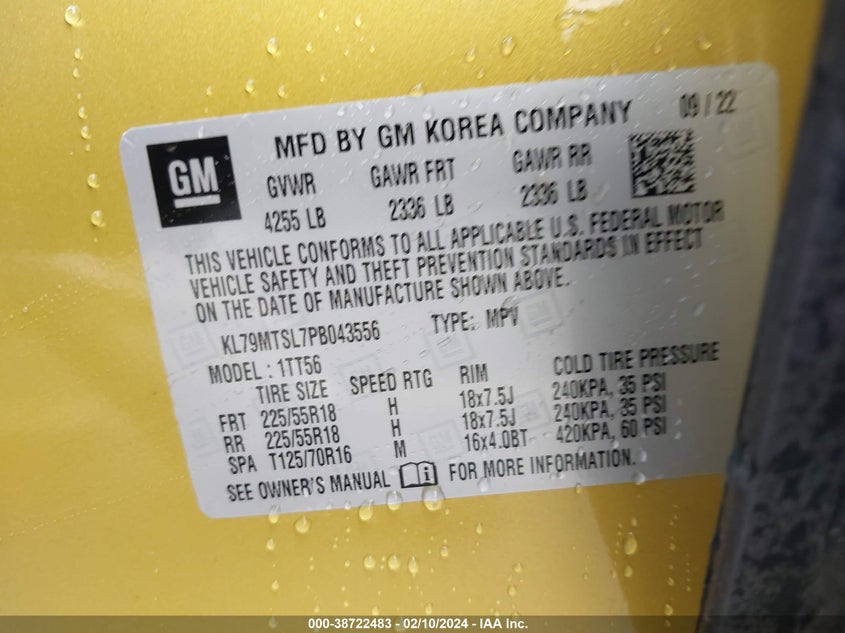 MFD BY GM KOREA COMPANY 09 / 22
GM
GVWR GAWR FRT GAWR RR
4255 LB 2336 LB 2336 LB
THIS VEHICLE CONFORMS TO ALL APPLICABLE U.S. FEDERAL MOTOR
VEHICLE SAFETY AND THEFT PREVENTION STANDARDS IN EFFECT
ON THE DATE OF MANUFACTURE SHOWN ABOVE.
KL79MTSL7PB043556 TYPE: MPV
MODEL : 1TT56
TIRE SIZE SPEED RTG RIM COLD TIRE PRESSURE
FRT 225/55R18 H 18x7.5J 240KPA, 35 PSI
RR 225/55R18 H 18x7.5J 240KPA, 35 PSI
SPA T125/70R16 M 16x4.0BT 420KPA, 60 PSI
SEE OWNER'S MANUAL i FOR MORE INFORMATION.
000-38722483 - 02/10/2024 - IAA Inc.